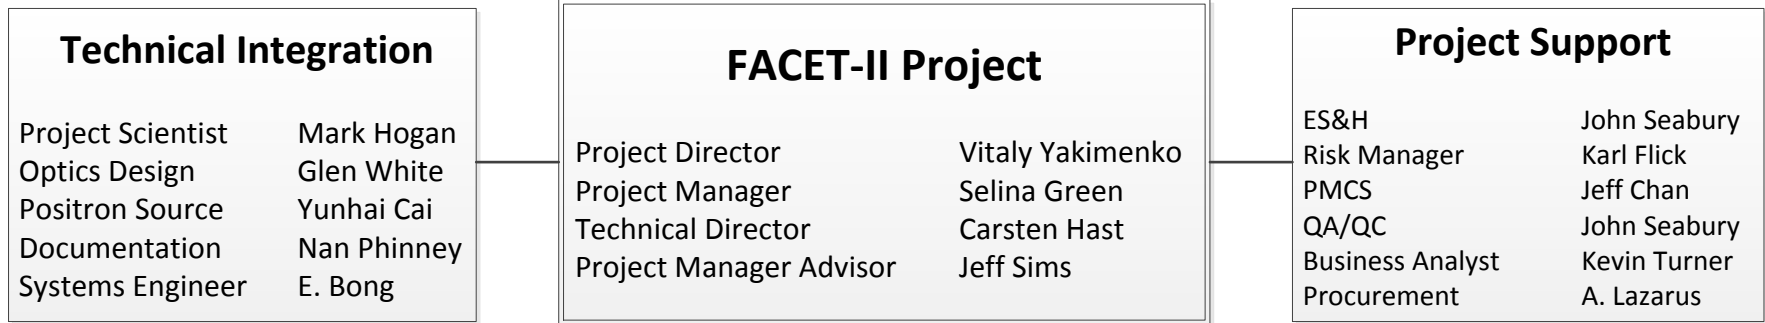 Technical Integration
Project Scientist Mark Hogan
Optics Design Glen White
Positron Source Yunhai Cai
Documentation Nan Phinney
Systems Engineer E. Bong
FACET-II Project
Project Director Vitaly Yakimenko
Project Manager Selina Green
Technical Director Carsten Hast
Project Manager Advisor Jeff Sims
Project Support
ES&H John Seabury
Risk Manager Karl Flick
PMCS Jeff Chan
QA/QC John Seabury
Business Analyst Kevin Turner
Procurement A. Lazarus